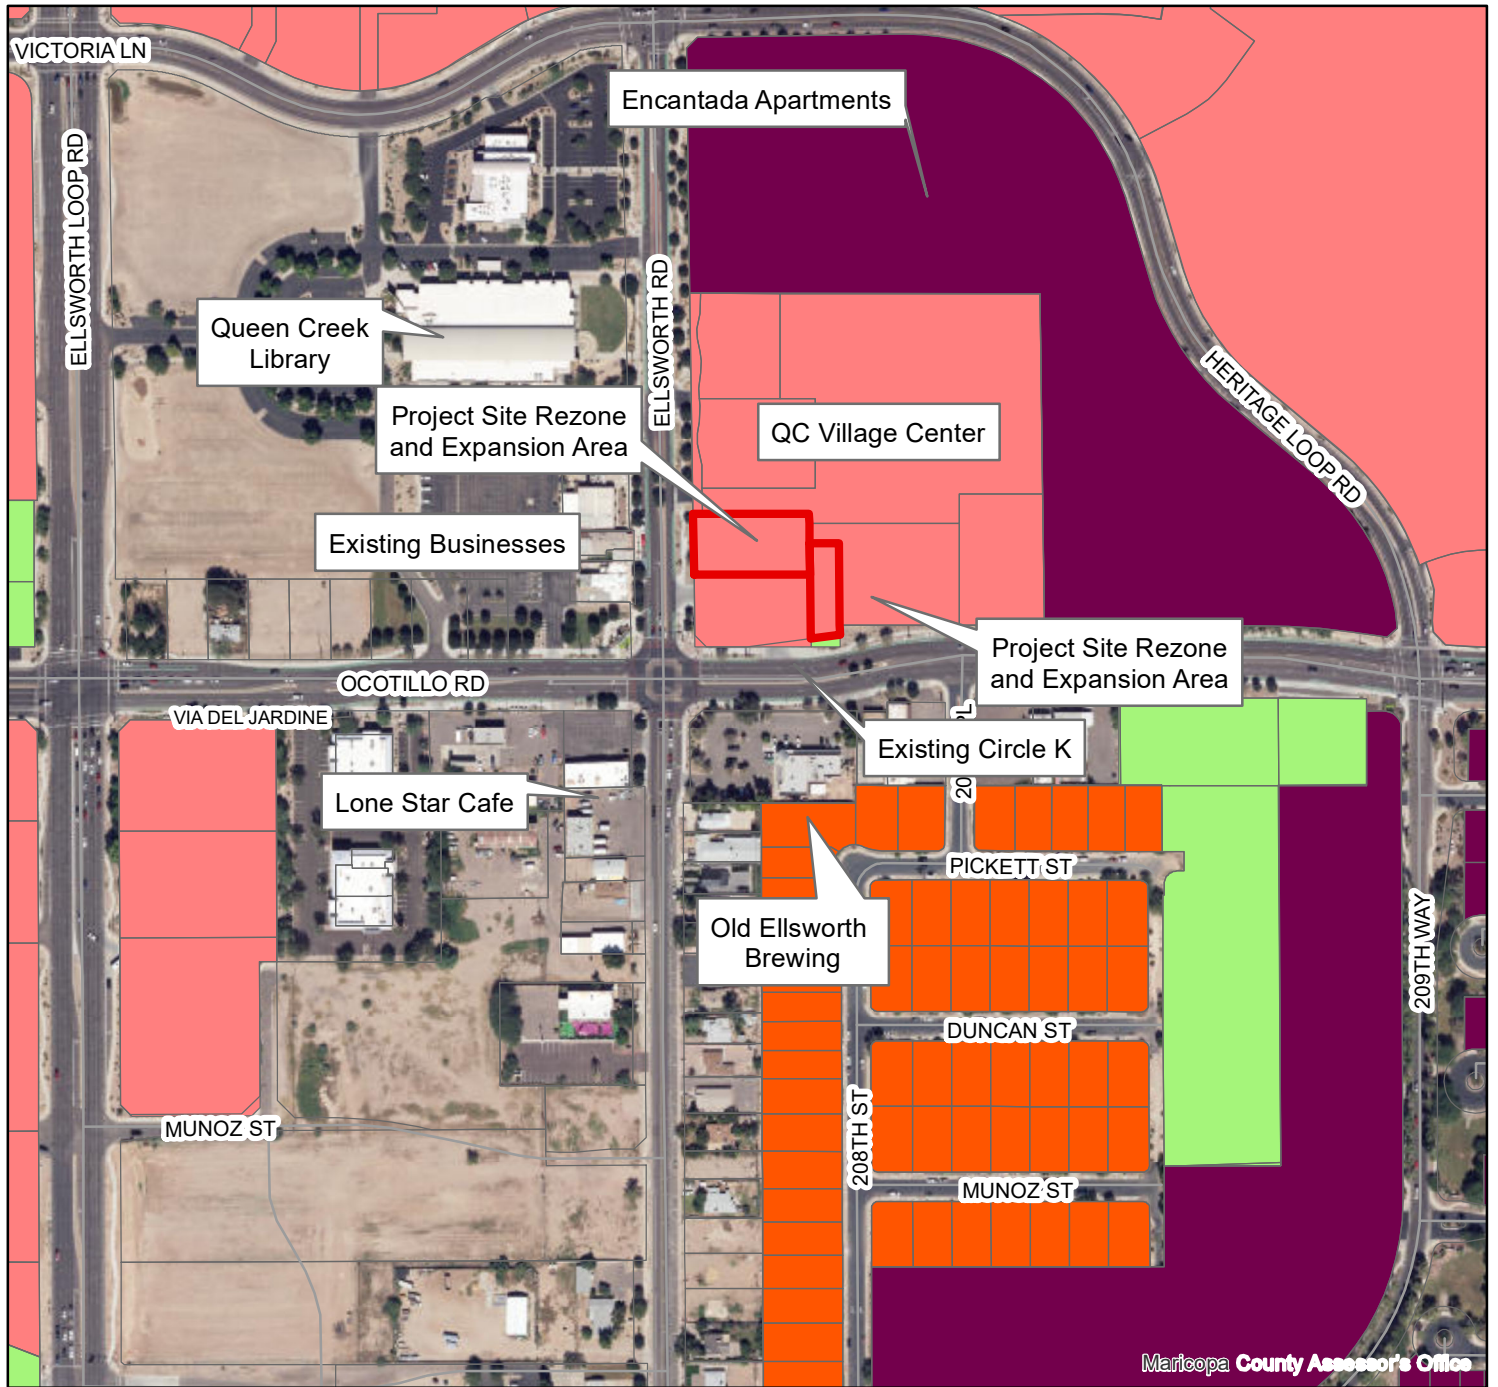 VICTORIA LN
Encantada Apartments
ELLSWORTH LOOP RD
ELLSWORTH RD
Queen Creek
Library
HERITAGE LOOP RD
Project Site Rezone
and Expansion Area
QC Village Center
Existing Businesses
Project Site Rezone
and Expansion Area
OCOTILLO RD
VIA DEL JARDINE
Existing Circle K
Lone Star Cafe
PICKETT ST
Old Ellsworth
Brewing
209TH WAY
DUNCAN ST
208TH ST
MUNOZ ST
MUNOZ ST
Maricopa County Assessor's Office